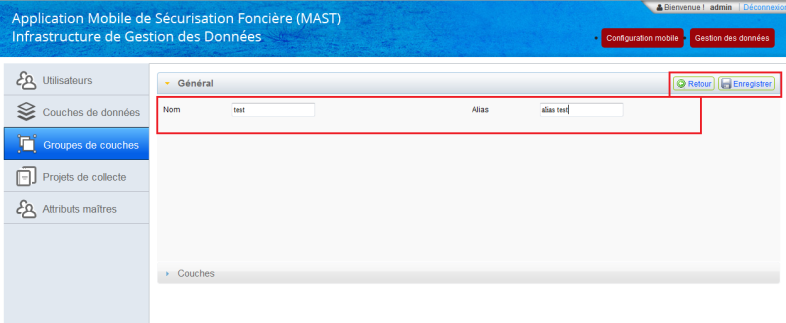 Bienvenue ! admin | Déconnexion
Application Mobile de Sécurisation Foncière (MAST)
Infrastructure de Gestion des Données
Configuration mobile
Gestion des données
Utilisateurs
Couches de données
Groupes de couches
Projets de collecte
Attributs maîtres
Général
Retour
Enregistrer
Nom
test
Alias
alias test
Couches